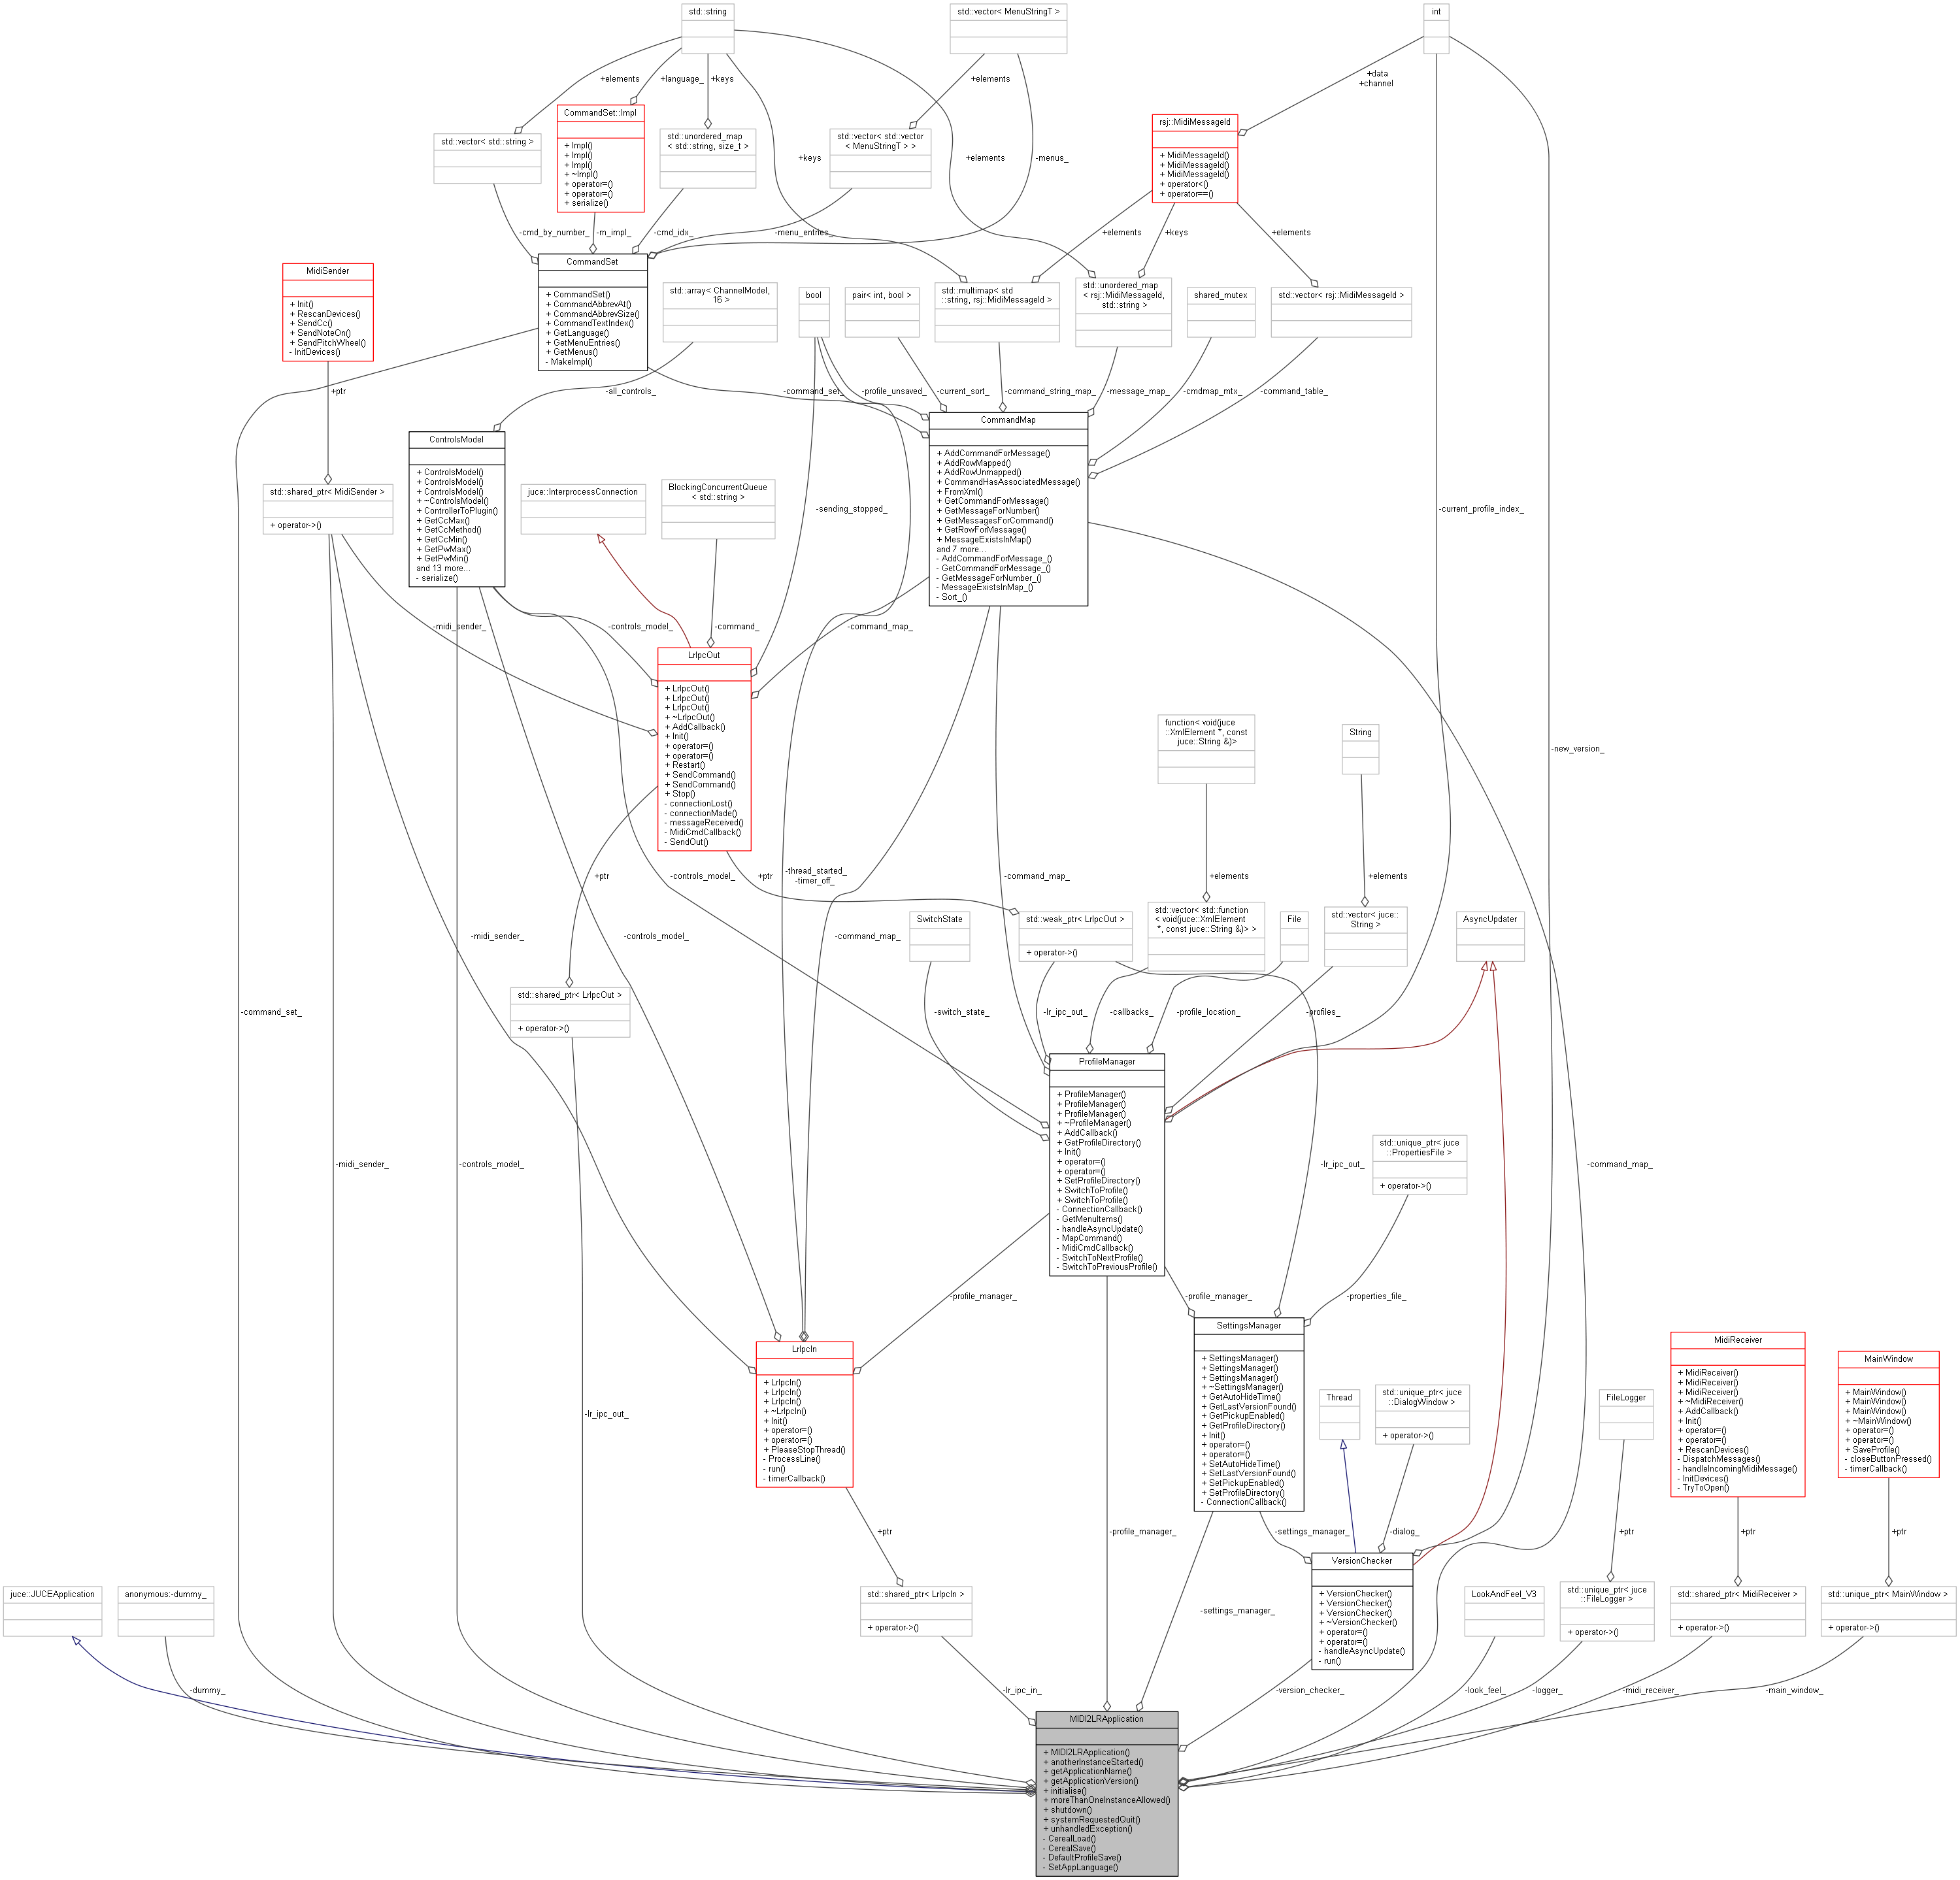 std::string
std::vector< MenuStringT >
int
+elements
+language_
+keys
+elements
+data
+channel
CommandSet::Impl
+ Impl()
+ Impl()
+ Impl()
+ ~Impl()
+ operator=()
+ operator=()
+ serialize()
std::vector< std::string >
std::unordered_map
< std::string, size_t >
std::vector< std::vector
< MenuStringT > >
rsj::MidiMessageId
+ MidiMessageId()
+ MidiMessageId()
+ MidiMessageId()
+ operator<()
+ operator==()
+keys
+elements
-menus_
-cmd_by_number_
-m_impl_
-cmd_idx_
-menu_entries_
+elements
+keys
+elements
MidiSender
+ Init()
+ RescanDevices()
+ SendCc()
+ SendNoteOn()
+ SendPitchWheel()
- InitDevices()
CommandSet
+ CommandSet()
+ CommandAbbrevAt()
+ CommandAbbrevSize()
+ CommandTextIndex()
+ GetLanguage()
+ GetMenuEntries()
+ GetMenus()
- MakeImpl()
std::array< ChannelModel,
16 >
bool
pair< int, bool >
std::multimap< std
::string, rsj::MidiMessageId >
std::unordered_map
< rsj::MidiMessageId,
std::string >
shared_mutex
std::vector< rsj::MidiMessageId >
+ptr
-all_controls_
-command_set_
-profile_unsaved_
-current_sort_
-command_string_map_
-message_map_
-cmdmap_mtx_
-command_table_
ControlsModel
+ ControlsModel()
+ ControlsModel()
+ ControlsModel()
+ ~ControlsModel()
+ ControllerToPlugin()
+ GetCcMax()
+ GetCcMethod()
+ GetCcMin()
+ GetPwMax()
+ GetPwMin()
and 13 more...
- serialize()
CommandMap
+ AddCommandForMessage()
+ AddRowMapped()
+ AddRowUnmapped()
+ CommandHasAssociatedMessage()
+ FromXml()
+ GetCommandForMessage()
+ GetMessageForNumber()
+ GetMessagesForCommand()
+ GetRowForMessage()
+ MessageExistsInMap()
and 7 more...
- AddCommandForMessage_()
- GetCommandForMessage_()
- GetMessageForNumber_()
- MessageExistsInMap_()
- Sort_()
std::shared_ptr< MidiSender >
+ operator->()
juce::InterprocessConnection
BlockingConcurrentQueue
< std::string >
-sending_stopped_
-current_profile_index_
-midi_sender_
-controls_model_
-command_
-command_map_
LrIpcOut
+ LrIpcOut()
+ LrIpcOut()
+ LrIpcOut()
+ ~LrIpcOut()
+ AddCallback()
+ Init()
+ operator=()
+ operator=()
+ Restart()
+ SendCommand()
+ SendCommand()
+ Stop()
- connectionLost()
- connectionMade()
- messageReceived()
- MidiCmdCallback()
- SendOut()
function< void(juce
::XmlElement *, const
juce::String &)>
String
-new_version_
+ptr
-controls_model_
+ptr
-thread_started_
-timer_off_
-command_map_
+elements
+elements
SwitchState
std::weak_ptr< LrIpcOut >
+ operator->()
std::vector< std::function
< void(juce::XmlElement
*, const juce::String &)> >
File
std::vector< juce::
String >
AsyncUpdater
-midi_sender_
-controls_model_
-command_map_
std::shared_ptr< LrIpcOut >
+ operator->()
-command_set_
-switch_state_
-lr_ipc_out_
-callbacks_
-profile_location_
-profiles_
ProfileManager
+ ProfileManager()
+ ProfileManager()
+ ProfileManager()
+ ~ProfileManager()
+ AddCallback()
+ GetProfileDirectory()
+ Init()
+ operator=()
+ operator=()
+ SetProfileDirectory()
+ SwitchToProfile()
+ SwitchToProfile()
- ConnectionCallback()
- GetMenuItems()
- handleAsyncUpdate()
- MapCommand()
- MidiCmdCallback()
- SwitchToNextProfile()
- SwitchToPreviousProfile()
std::unique_ptr< juce
::PropertiesFile >
+ operator->()
-midi_sender_
-controls_model_
-lr_ipc_out_
-command_map_
-profile_manager_
-profile_manager_
-properties_file_
LrIpcIn
+ LrIpcIn()
+ LrIpcIn()
+ LrIpcIn()
+ ~LrIpcIn()
+ Init()
+ operator=()
+ operator=()
+ PleaseStopThread()
- ProcessLine()
- run()
- timerCallback()
SettingsManager
+ SettingsManager()
+ SettingsManager()
+ SettingsManager()
+ ~SettingsManager()
+ GetAutoHideTime()
+ GetLastVersionFound()
+ GetPickupEnabled()
+ GetProfileDirectory()
+ Init()
+ operator=()
+ operator=()
+ SetAutoHideTime()
+ SetLastVersionFound()
+ SetPickupEnabled()
+ SetProfileDirectory()
- ConnectionCallback()
Thread
std::unique_ptr< juce
::DialogWindow >
+ operator->()
FileLogger
MidiReceiver
+ MidiReceiver()
+ MidiReceiver()
+ MidiReceiver()
+ ~MidiReceiver()
+ AddCallback()
+ Init()
+ operator=()
+ operator=()
+ RescanDevices()
- DispatchMessages()
- handleIncomingMidiMessage()
- InitDevices()
- TryToOpen()
MainWindow
+ MainWindow()
+ MainWindow()
+ MainWindow()
+ ~MainWindow()
+ operator=()
+ operator=()
+ SaveProfile()
- closeButtonPressed()
- timerCallback()
-lr_ipc_out_
+ptr
-profile_manager_
-settings_manager_
-dialog_
+ptr
+ptr
+ptr
VersionChecker
+ VersionChecker()
+ VersionChecker()
+ VersionChecker()
+ ~VersionChecker()
+ operator=()
+ operator=()
- handleAsyncUpdate()
- run()
juce::JUCEApplication
anonymous:-dummy_
std::shared_ptr< LrIpcIn >
+ operator->()
-settings_manager_
LookAndFeel_V3
std::unique_ptr< juce
::FileLogger >
+ operator->()
std::shared_ptr< MidiReceiver >
+ operator->()
std::unique_ptr< MainWindow >
+ operator->()
-dummy_
-lr_ipc_in_
-version_checker_
-look_feel_
-logger_
-midi_receiver_
-main_window_
MIDI2LRApplication
+ MIDI2LRApplication()
+ anotherInstanceStarted()
+ getApplicationName()
+ getApplicationVersion()
+ initialise()
+ moreThanOneInstanceAllowed()
+ shutdown()
+ systemRequestedQuit()
+ unhandledException()
- CerealLoad()
- CerealSave()
- DefaultProfileSave()
- SetAppLanguage()